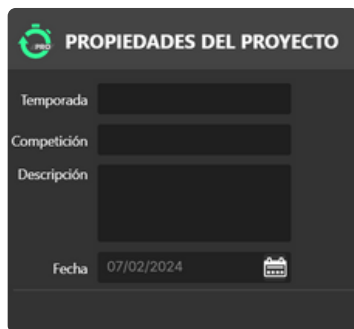 PRO
PROPIEDADES DEL PROYECTO
Temporada
Competición
Descripción
Fecha 07/02/2024